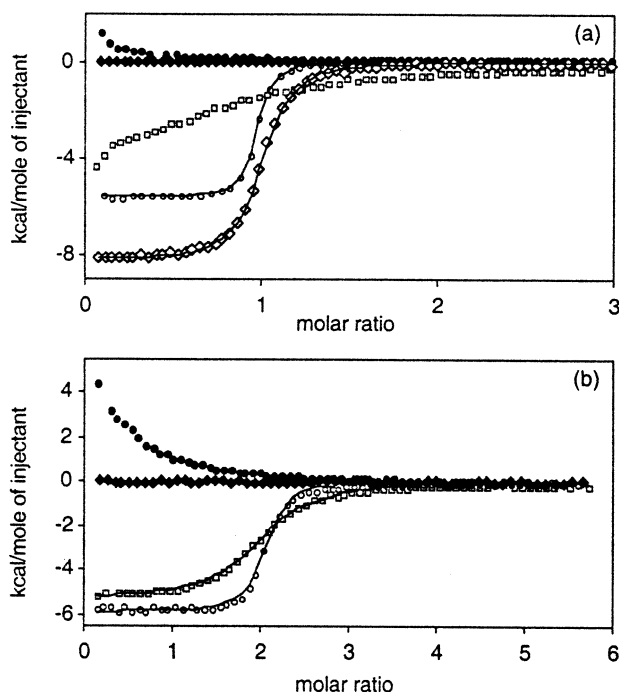 (a)
0
-4
-8
kcal/mole of injectant
0 1 2 3
molar ratio
(b)
4
2
0
-2
-4
-6
kcal/mole of injectant
0 1 2 3 4 5 6
molar ratio